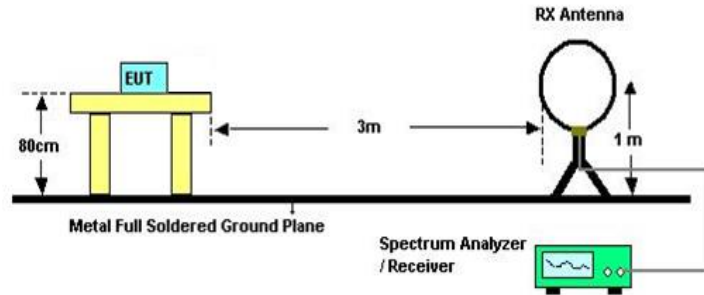 RX Antenna
EUT
80cm
3m
1 m
Metal Full Soldered Ground Plane
Spectrum Analyzer
/ Receiver